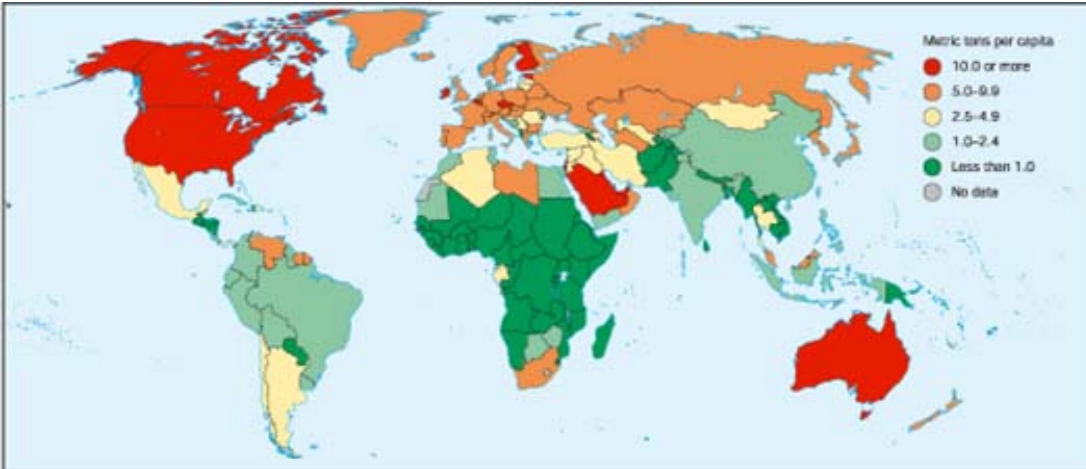 Metric tons per capita
10.0 or more
5.0–9.9
2.5–4.9
1.0–2.4
Less than 1.0
No data